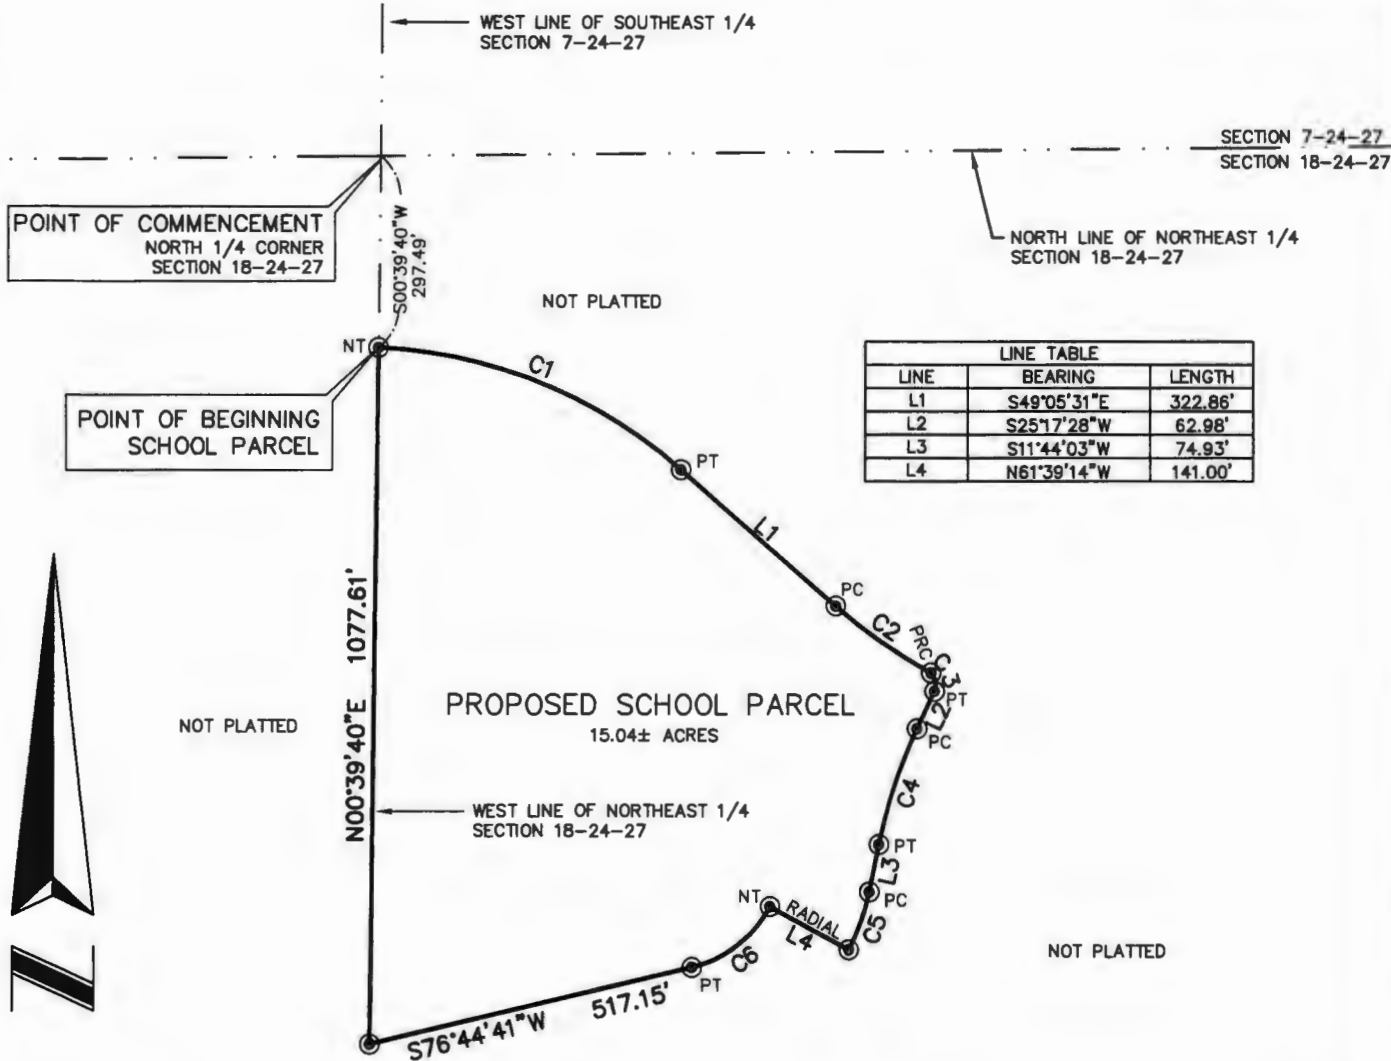 WEST LINE OF SOUTHEAST 1/4
SECTION 7-24-27
SECTION 7-24-27
SECTION 18-24-27
POINT OF COMMENCEMENT
NORTH 1/4 CORNER
SECTION 18-24-27
S00°39'40"W
297.49'
NORTH LINE OF NORTHEAST 1/4
SECTION 18-24-27
NOT PLATTED
NT
C1
POINT OF BEGINNING
SCHOOL PARCEL
LINE TABLE
LINE BEARING LENGTH
L1 S49°05'31"E 322.86'
L2 S25°17'28"W 62.98'
L3 S11°44'03"W 74.93'
L4 N61°39'14"W 141.00'
PT
L1
PC
C2
PRC
C3
PT
L2
PC
N00°39'40"E 1077.61'
PROPOSED SCHOOL PARCEL
15.04± ACRES
NOT PLATTED
C4
WEST LINE OF NORTHEAST 1/4
SECTION 18-24-27
PT
L3
PC
NT
RADIAL
L4
C5
C6
PT
NOT PLATTED
S76°44'41"W 517.15'